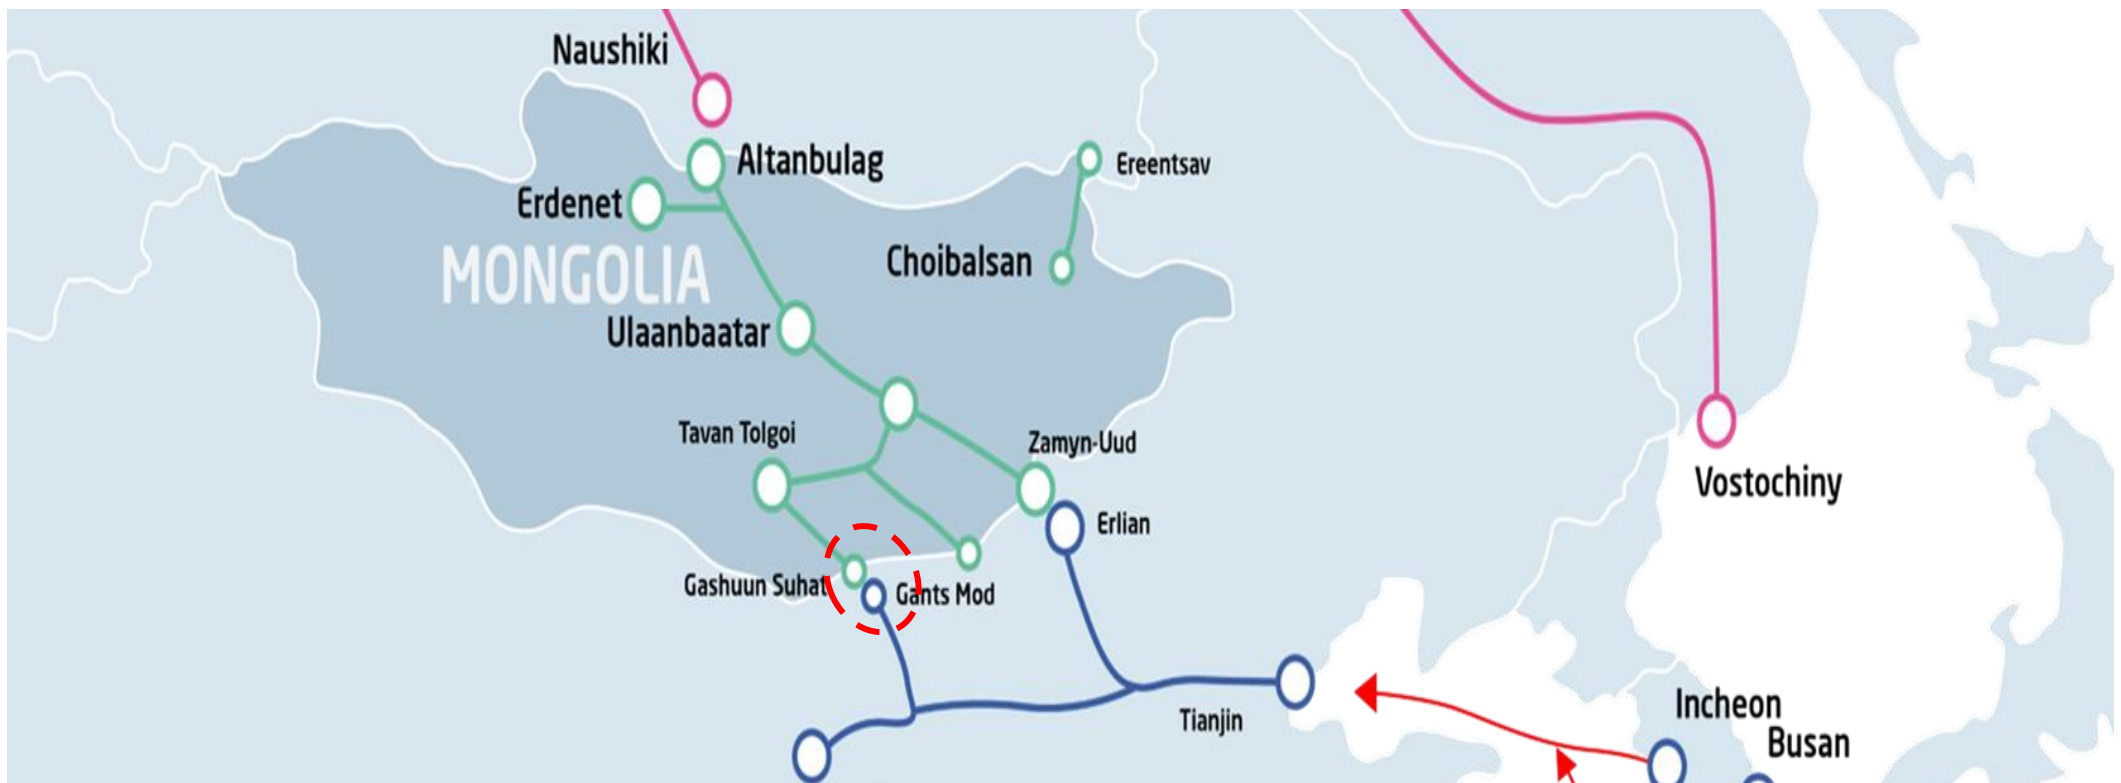 Naushiki
Altanbulag
Ereentsav
Erdenet
MONGOLIA
Choibalsan
Ulaanbaatar
Tavan Tolgoi
Zamyn-Uud
Vostochiny
Erlian
Gashuun Suhat
Gants Mod
Incheon
Tianjin
Busan